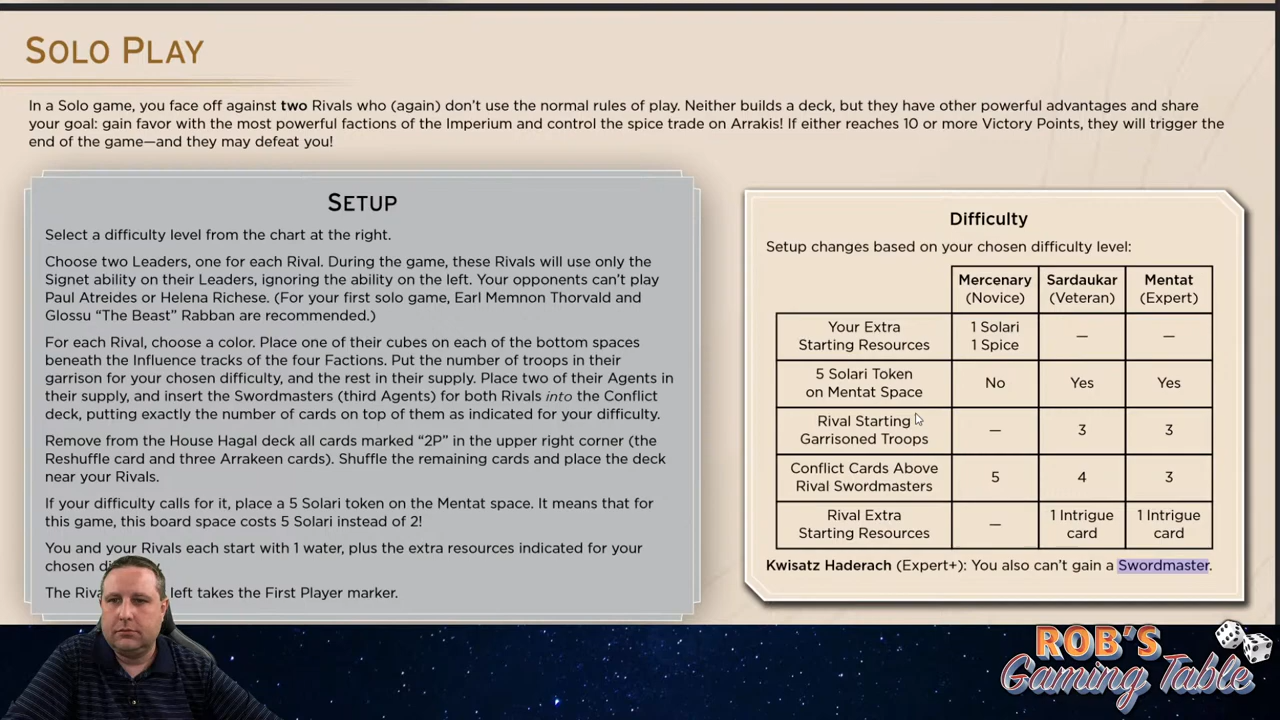 SOLO PLAY
In a Solo game, you face off against two Rivals who (again) don't use the normal rules of play. Neither builds a deck, but they have other powerful advantages and share
your goal: gain favor with the most powerful factions of the Imperium and control the spice trade on Arrakis! If either reaches 10 or more Victory Points, they will trigger the
end of the game—and they may defeat you!
SETUP
Select a difficulty level from the chart at the right.
Choose two Leaders, one for each Rival. During the game, these Rivals will use only the
Signet ability on their Leaders, ignoring the ability on the left. Your opponents can't play
Paul Atreides or Helena Richese. (For your first solo game, Earl Memnon Thorvald and
Glossu “The Beast” Rabban are recommended.)
For each Rival, choose a color. Place one of their cubes on each of the bottom spaces
beneath the Influence tracks of the four Factions. Put the number of troops in their
garrison for your chosen difficulty, and the rest in their supply. Place two of their Agents in
their supply, and insert the Swordmasters (third Agents) for both Rivals into the Conflict
deck, putting exactly the number of cards on top of them as indicated for your difficulty.
Remove from the House Hagal deck all cards marked “2P” in the upper right corner (the
Reshuffle card and three Arrakeen cards). Shuffle the remaining cards and place the deck
near your Rivals.
If your difficulty calls for it, place a 5 Solari token on the Mentat space. It means that for
this game, this board space costs 5 Solari instead of 2!
You and your Rivals each start with 1 water, plus the extra resources indicated for your
chosen
The left takes the First Player marker.
Difficulty
Setup changes based on your chosen difficulty level:
Mercenary Sardaukar Mentat
(Novice) (Veteran) (Expert)
Your Extra 1 Solari
Starting Resources 1 Spice — —
5 Solari Token
on Mentat Space No Yes Yes
Rival Starting
Garrisoned Troops — 3 3
Conflict Cards Above
Rival Swordmasters 5 4 3
Rival Extra 1 Intrigue 1 Intrigue
Starting Resources — card card
Kwisatz Haderach (Expert+): You also can't gain a Swordmaster.
ROB'S
Gaming Table